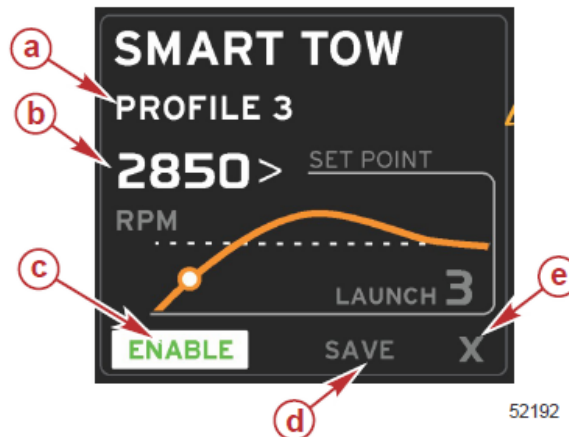 SMART TOW
a
PROFILE 3
b
2850>
SET POINT
RPM
c
LAUNCH 3
e
ENABLE
SAVE
X
d
52192